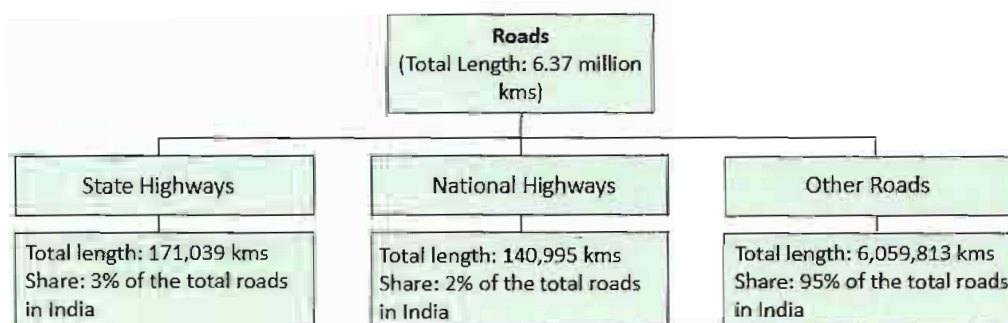 Roads
(Total Length: 6.37 million
kms)
State Highways
National Highways
Other Roads
Total length: 171,039 kms
Share: 3% of the total roads
in India
Total length: 140,995 kms
Share: 2% of the total roads
in India
Total length: 6,059,813 kms
Share: 95% of the total roads
in India